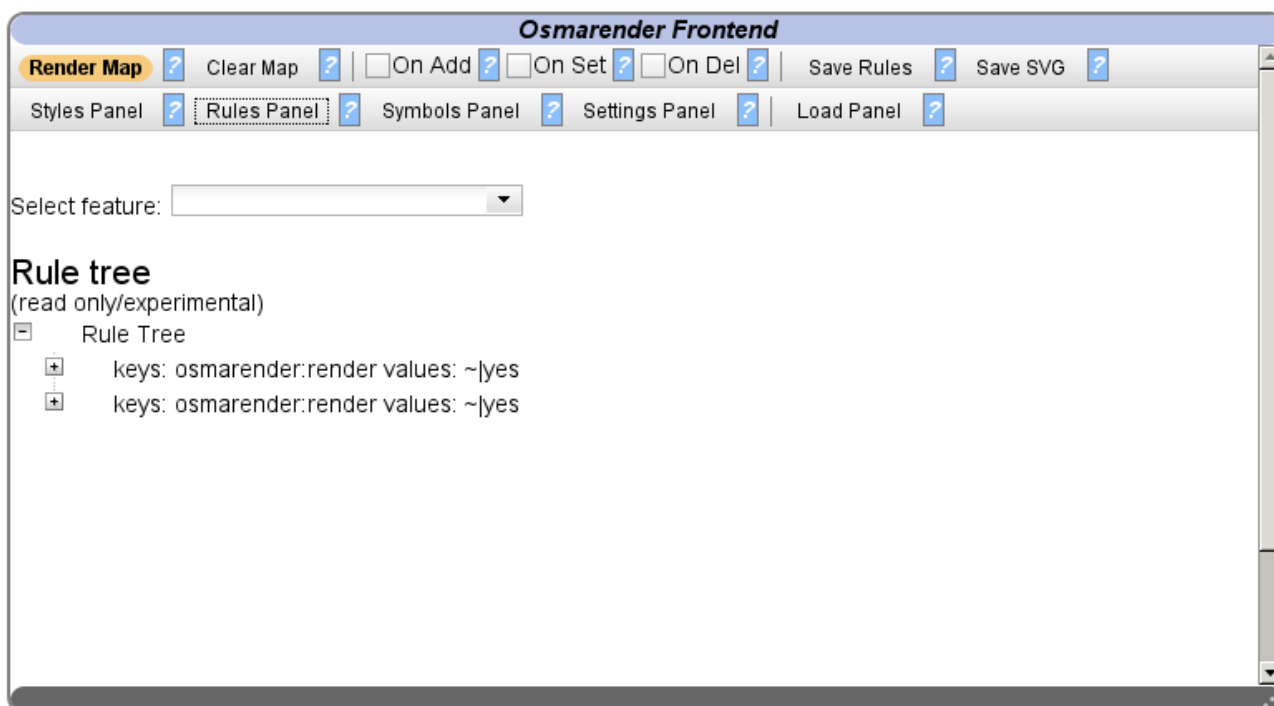 Osmarender Frontend
Render Map ? Clear Map ? On Add ? On Set ? On Del ? Save Rules ? Save SVG ?
Styles Panel ? Rules Panel ? Symbols Panel ? Settings Panel ? Load Panel ?
Select feature:
Rule tree
(read only/experimental)
Rule Tree
keys: osmarender:render values: ~|yes
keys: osmarender:render values: ~|yes